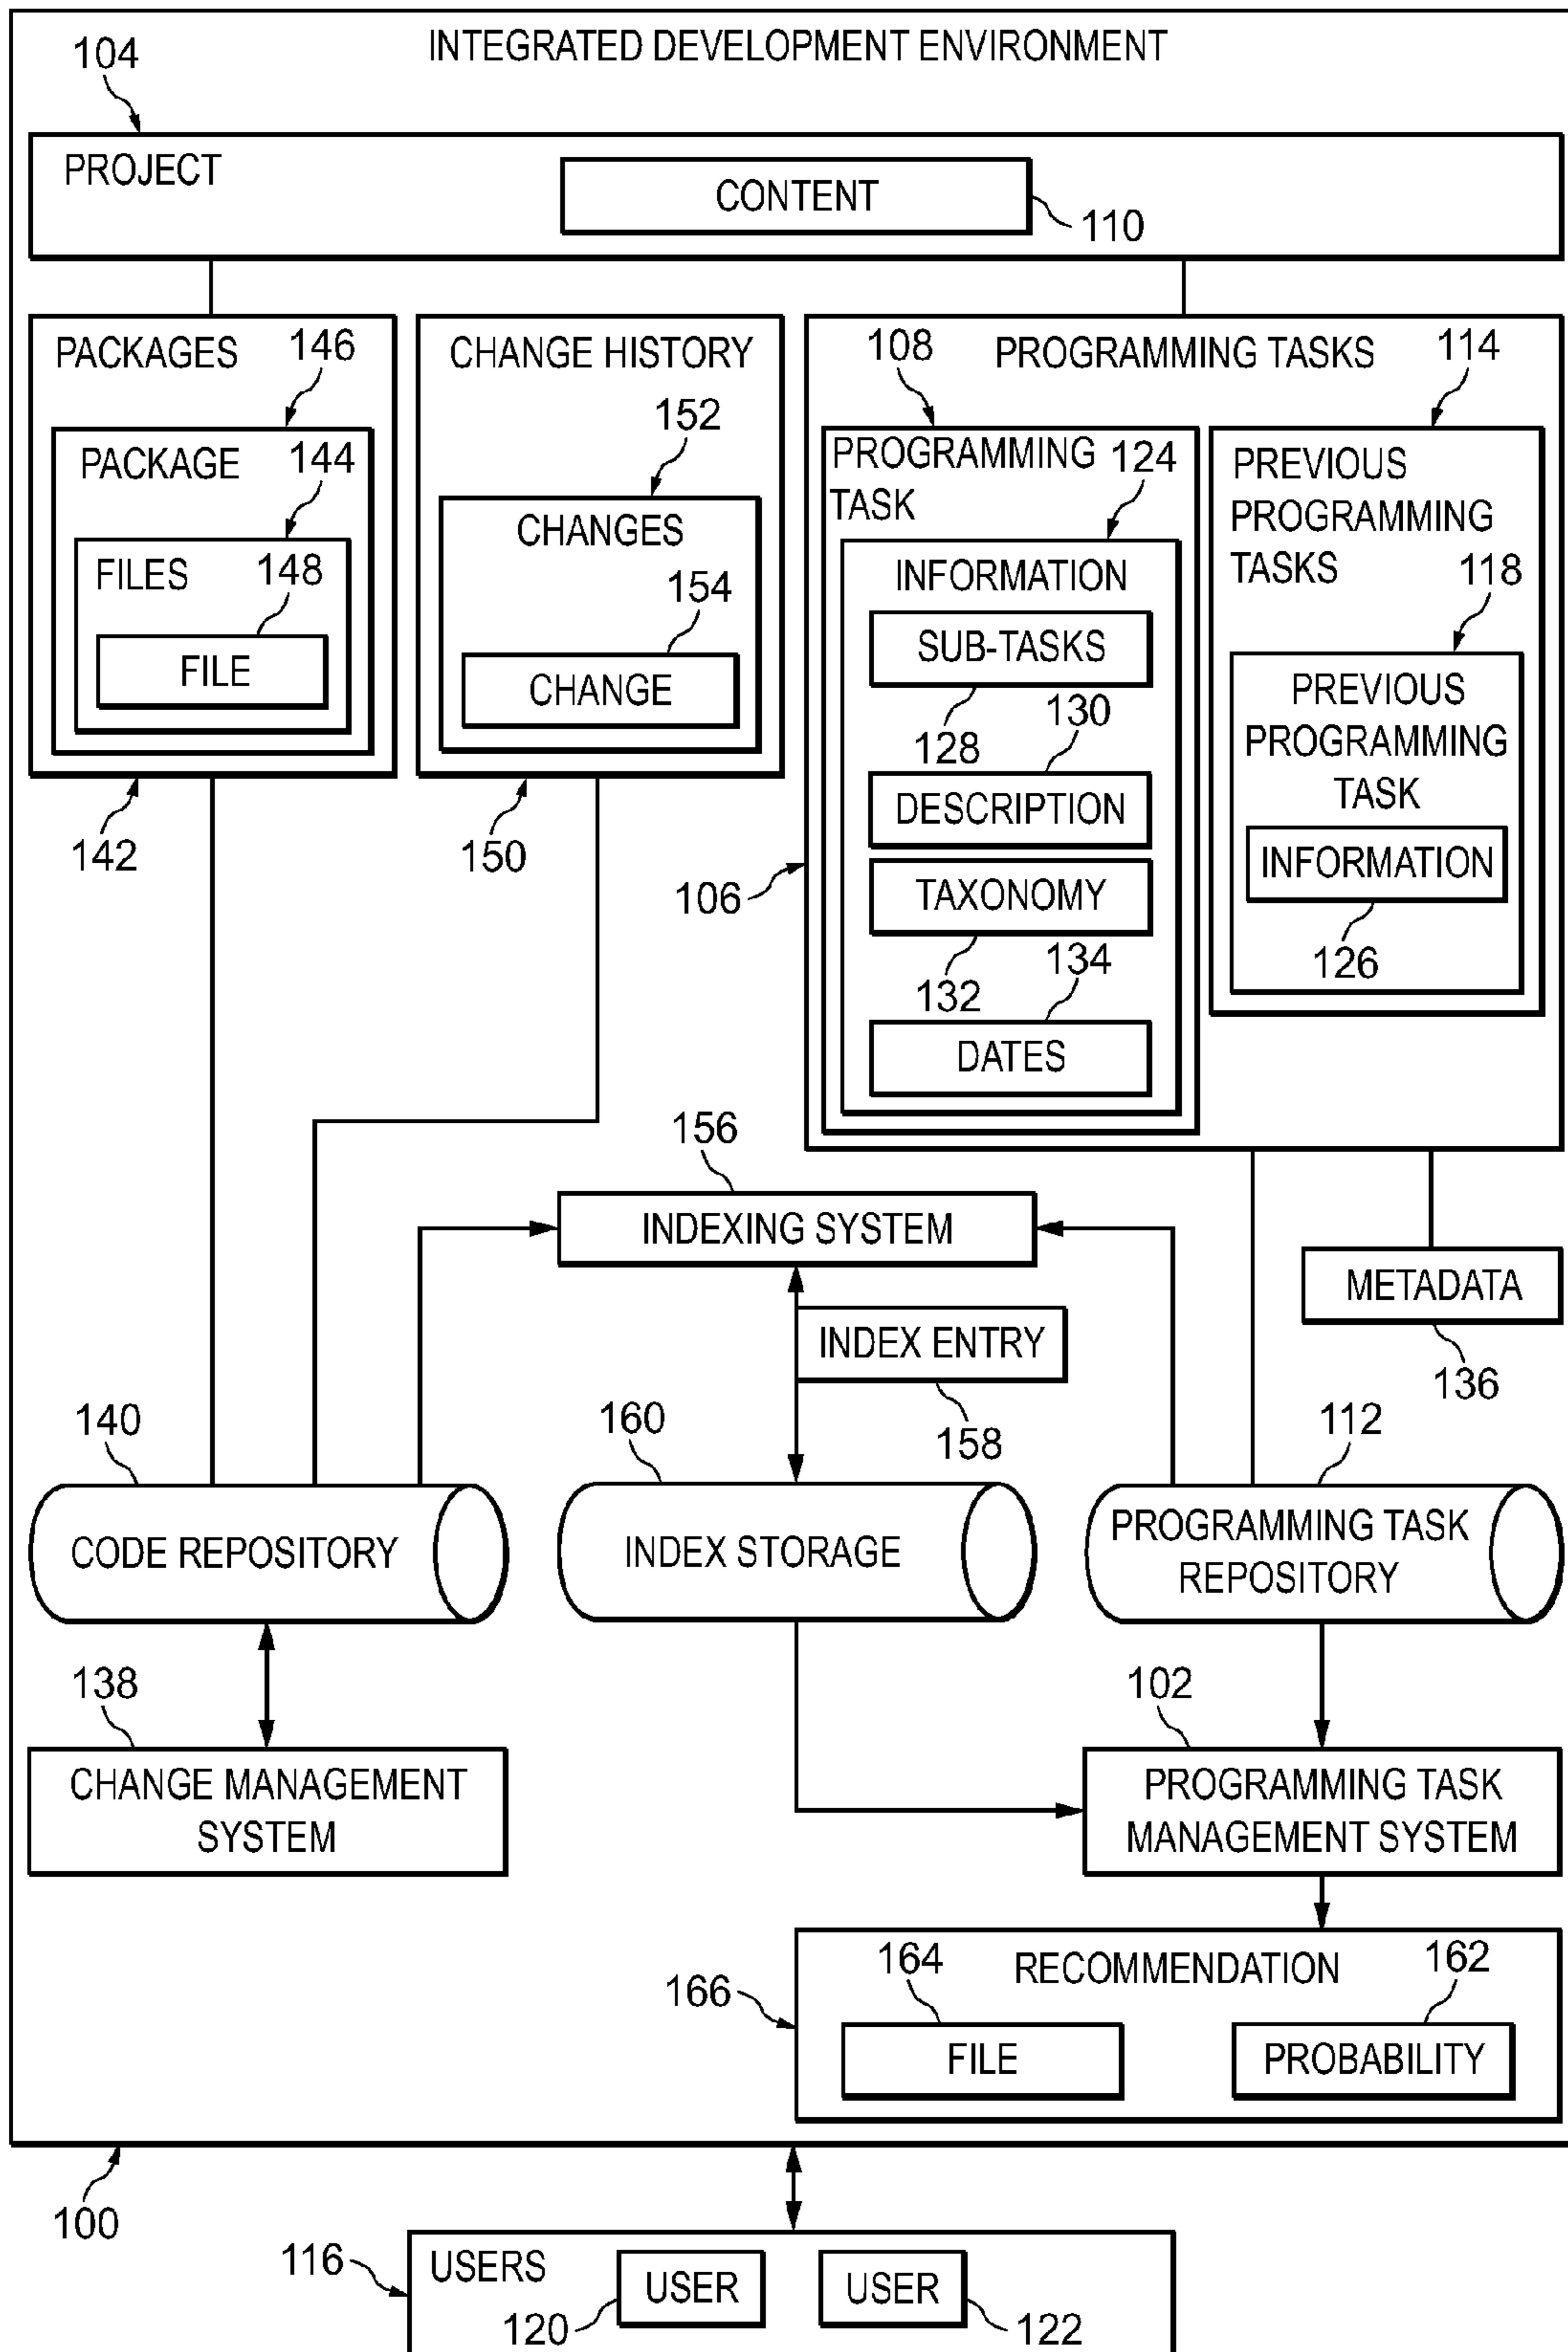 INTEGRATED DEVELOPMENT ENVIRONMENT
104
PROJECT
CONTENT
110
PACKAGES
146
PACKAGE
144
FILES
148
FILE
142
CHANGE HISTORY
152
CHANGES
154
CHANGE
150
PROGRAMMING TASKS
108
114
PROGRAMMING
TASK
124
INFORMATION
SUB-TASKS
128
130
DESCRIPTION
TAXONOMY
132
134
DATES
106
PREVIOUS
PROGRAMMING
TASKS
118
PREVIOUS
PROGRAMMING
TASK
INFORMATION
126
156
INDEXING SYSTEM
INDEX ENTRY
158
METADATA
136
140
CODE REPOSITORY
160
INDEX STORAGE
112
PROGRAMMING TASK
REPOSITORY
138
CHANGE MANAGEMENT
SYSTEM
102
PROGRAMMING TASK
MANAGEMENT SYSTEM
166
RECOMMENDATION
164
FILE
162
PROBABILITY
100
116
USERS
USER
120
USER
122